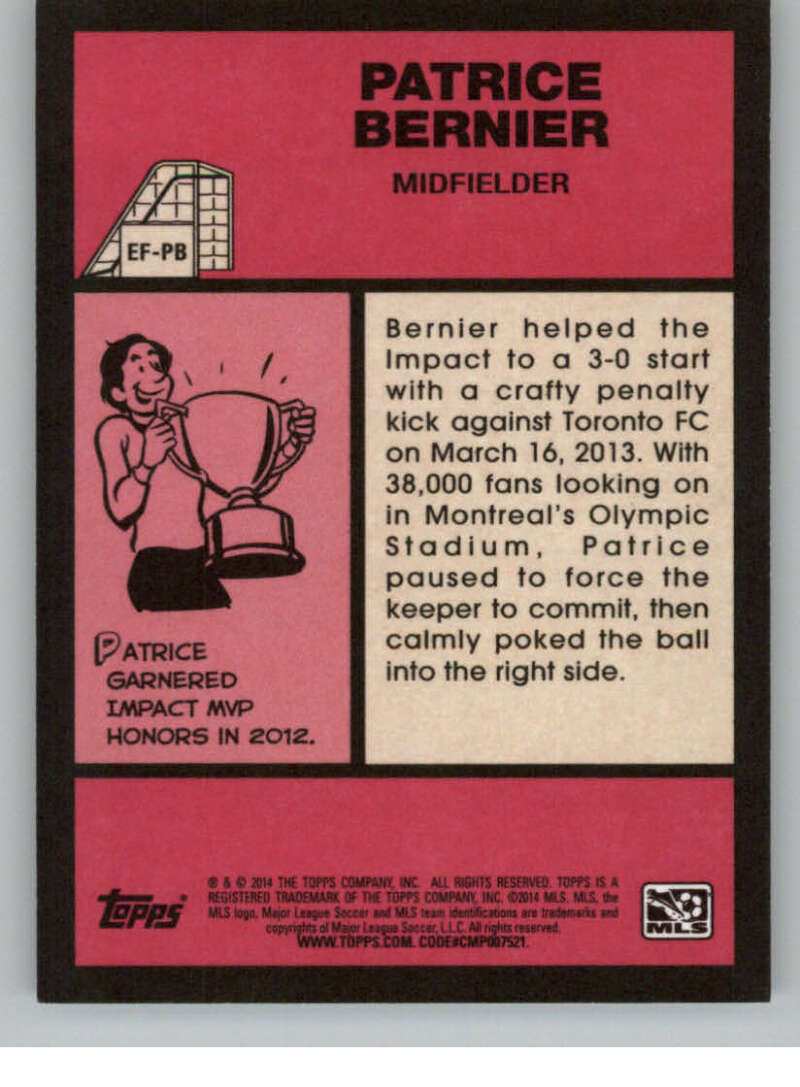 PATRICE
BERNIER
MIDFIELDER
EF-PB
Bernier helped the
Impact to a 3-0 start
with a crafty penalty
kick against Toronto FC
on March 16, 2013. With
38,000 fans looking on
in Montreal's Olympic
Stadium, Patrice
paused to force the
keeper to commit, then
calmly poked the ball
into the right side.
PATRICE
GARNERED
IMPACT MVP
HONORS IN 2012.
topps
® & © 2014 THE TOPPS COMPANY, INC. ALL RIGHTS RESERVED. TOPPS IS A
REGISTERED TRADEMARK OF THE TOPPS COMPANY, INC. ©2014 MLS. MLS, the
MLS logo, Major League Soccer and MLS team identifications are trademarks and
copyrights of Major League Soccer, L.L.C. All rights reserved.
WWW.TOPPS.COM. CODE#CMP007521.
MLS